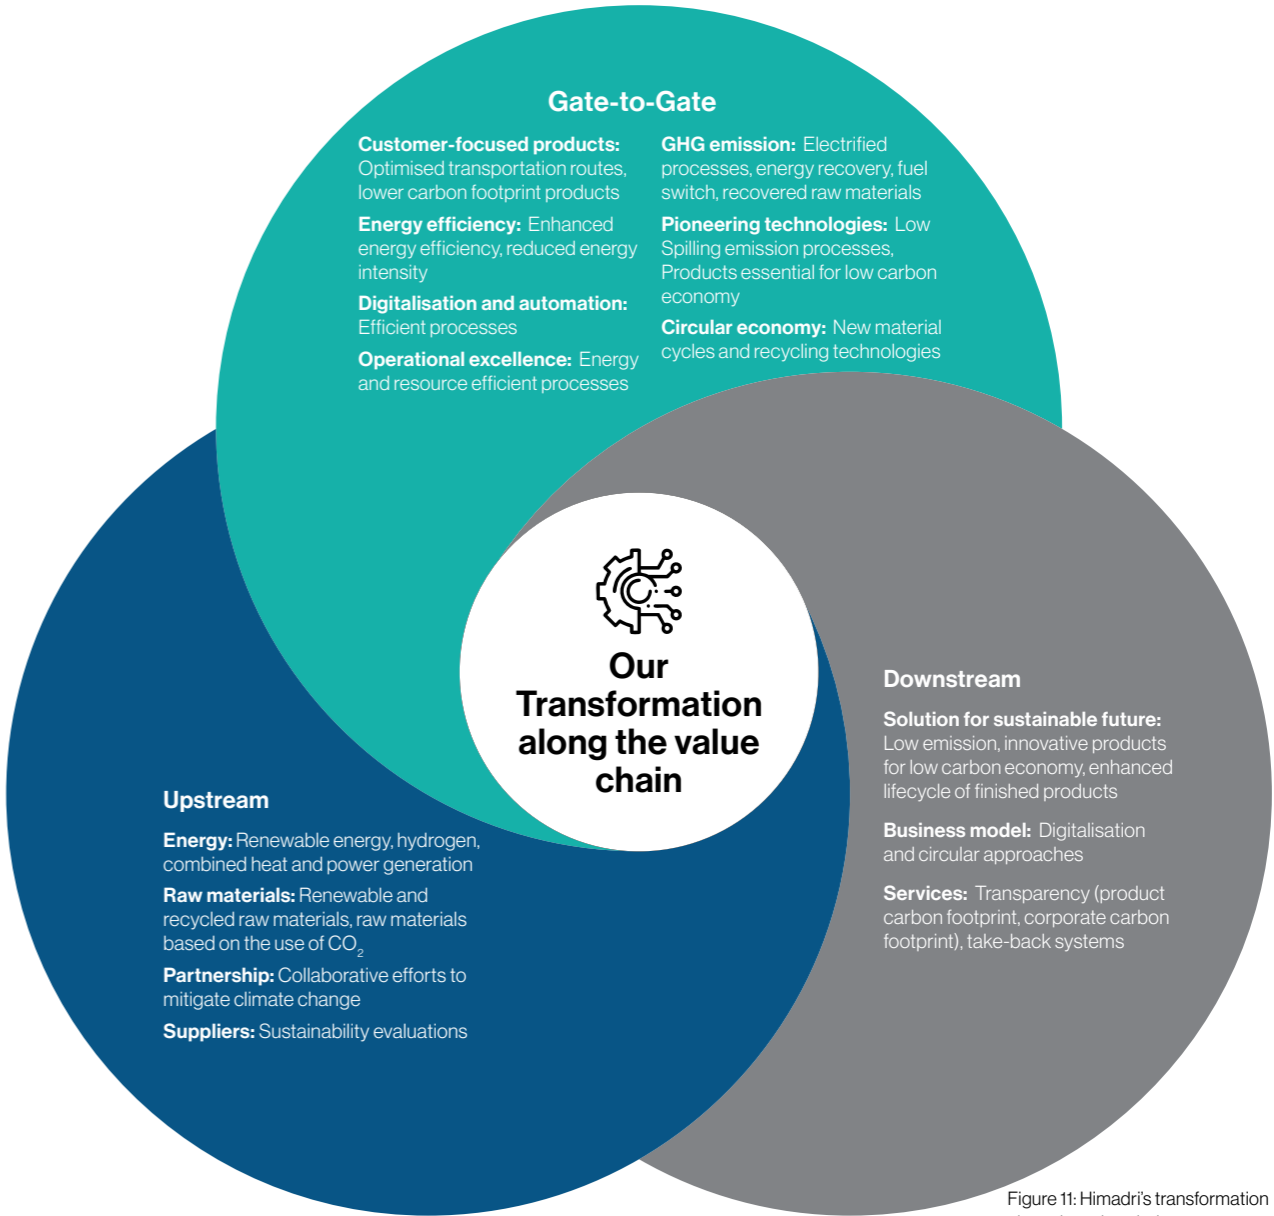 Gate-to-Gate
Customer-focused products:
Optimised transportation routes,
lower carbon footprint products
Energy efficiency: Enhanced
energy efficiency, reduced energy
intensity
Digitalisation and automation:
Efficient processes
Operational excellence: Energy
and resource efficient processes
GHG emission: Electrified
processes, energy recovery, fuel
switch, recovered raw materials
Pioneering technologies: Low
Spilling emission processes,
Products essential for low carbon
economy
Circular economy: New material
cycles and recycling technologies
Our
Transformation
along the value
chain
Upstream
Energy: Renewable energy, hydrogen,
combined heat and power generation
Raw materials: Renewable and
recycled raw materials, raw materials
based on the use of CO₂
Partnership: Collaborative efforts to
mitigate climate change
Suppliers: Sustainability evaluations
Downstream
Solution for sustainable future:
Low emission, innovative products
for low carbon economy, enhanced
lifecycle of finished products
Business model: Digitalisation
and circular approaches
Services: Transparency (product
carbon footprint, corporate carbon
footprint), take-back systems
Figure 11: Himadri's transformation